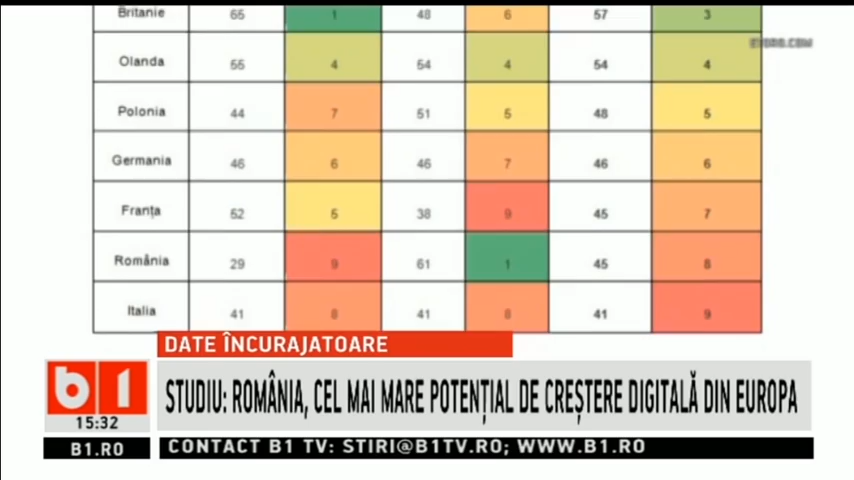 Britanie 65 1 48 6 57 3
Olanda 55 4 54 4 54 4
Polonia 44 7 51 5 48 5
Germania 46 6 46 7 46 6
Franța 52 5 38 9 45 7
România 29 9 61 1 45 8
Italia 41 8 41 8 41 9
DATE ÎNCURAJATOARE
b1
STUDIU: ROMÂNIA, CEL MAI MARE POTENȚIAL DE CREȘTERE DIGITALĂ DIN EUROPA
15:32
B1.RO
CONTACT B1 TV: STIRI@B1TV.RO; WWW.B1.RO